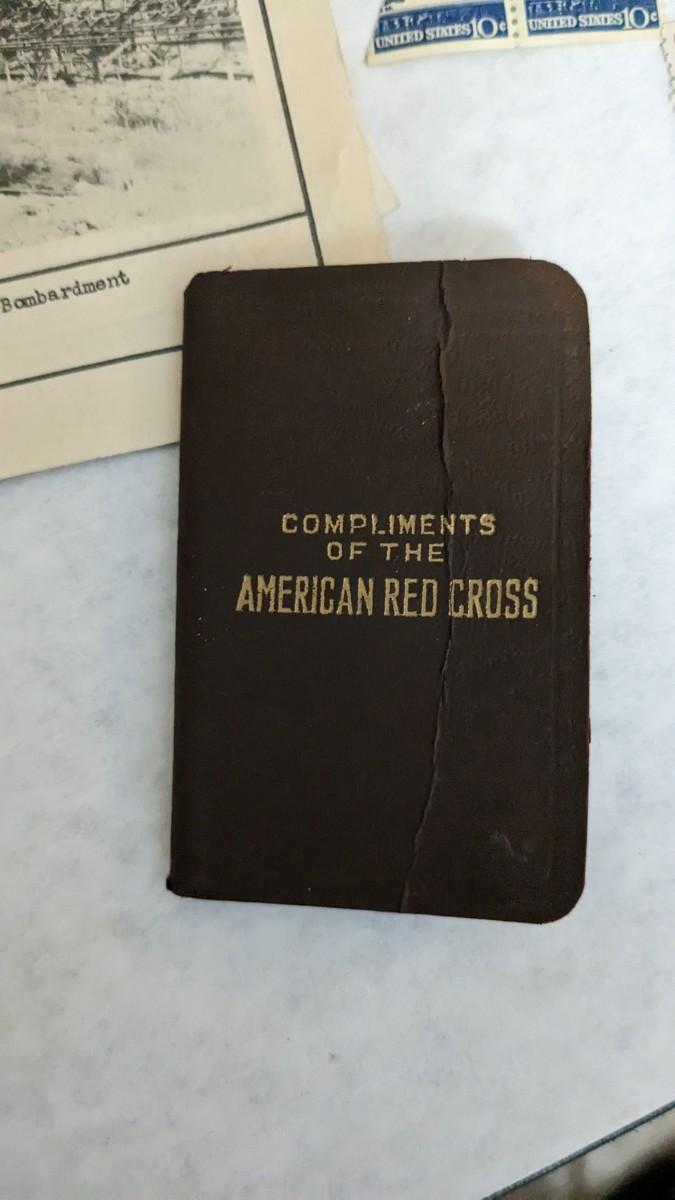 UNITED STATES 10c UNITED STATES 10c
Bombardment
COMPLIMENTS
OF THE
AMERICAN RED CROSS